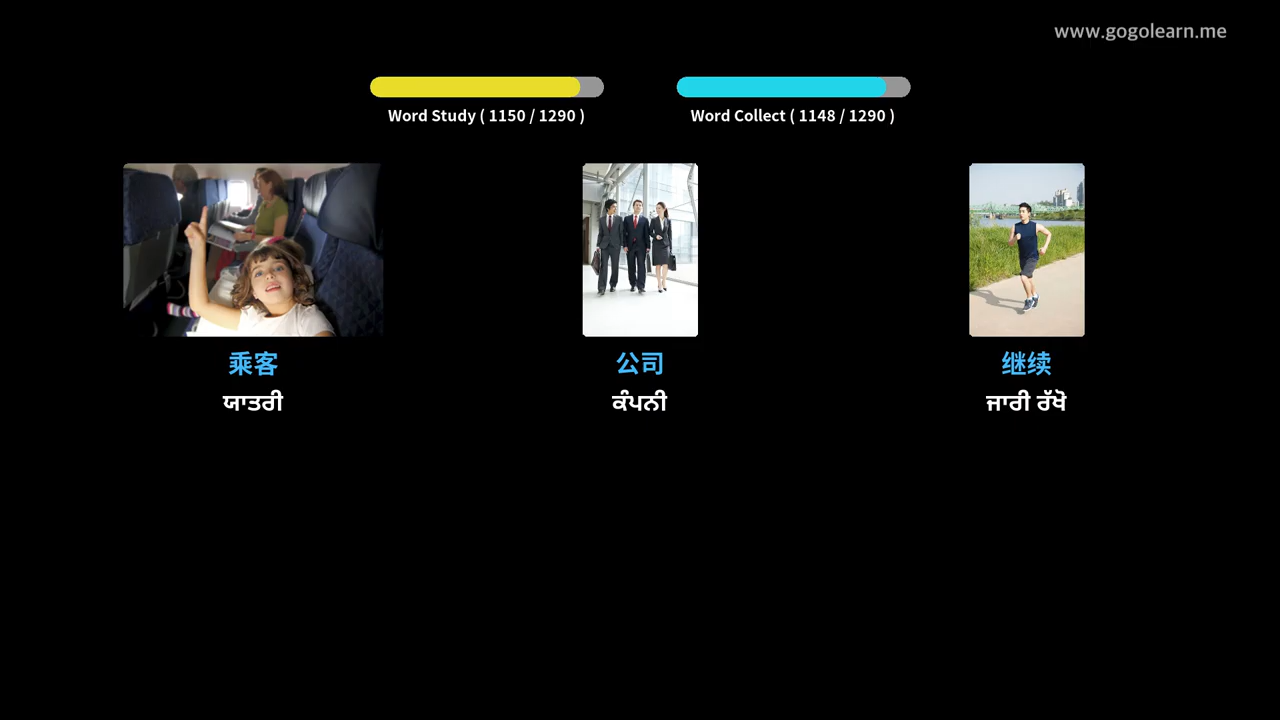 www.gogolearn.me
Word Study ( 1150 / 1290 )
Word Collect ( 1148 / 1290 )
乘客
ਯਾਤਰੀ
公司
ਕੰਪਨੀ
继续
ਜਾਰੀ ਰੱਖੋ